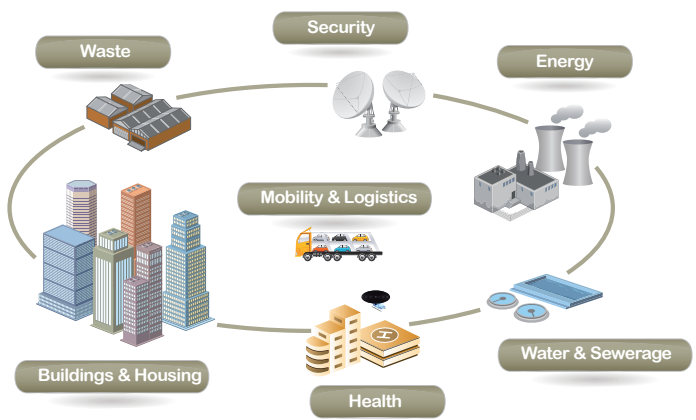 Security
Waste
Energy
Mobility & Logistics
H
Water & Sewerage
Buildings & Housing
Health